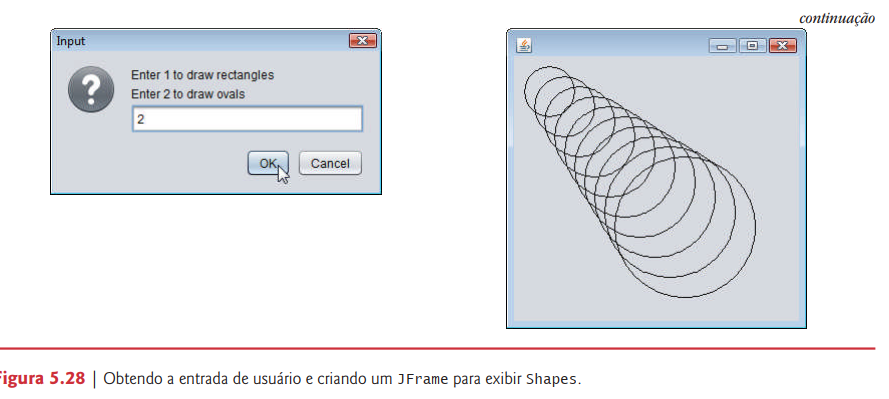 continuação
Input
Enter 1 to draw rectangles
Enter 2 to draw ovals
2
OK
Cancel
Figura 5.28 | Obtendo a entrada de usuário e criando um JFrame para exibir Shapes.